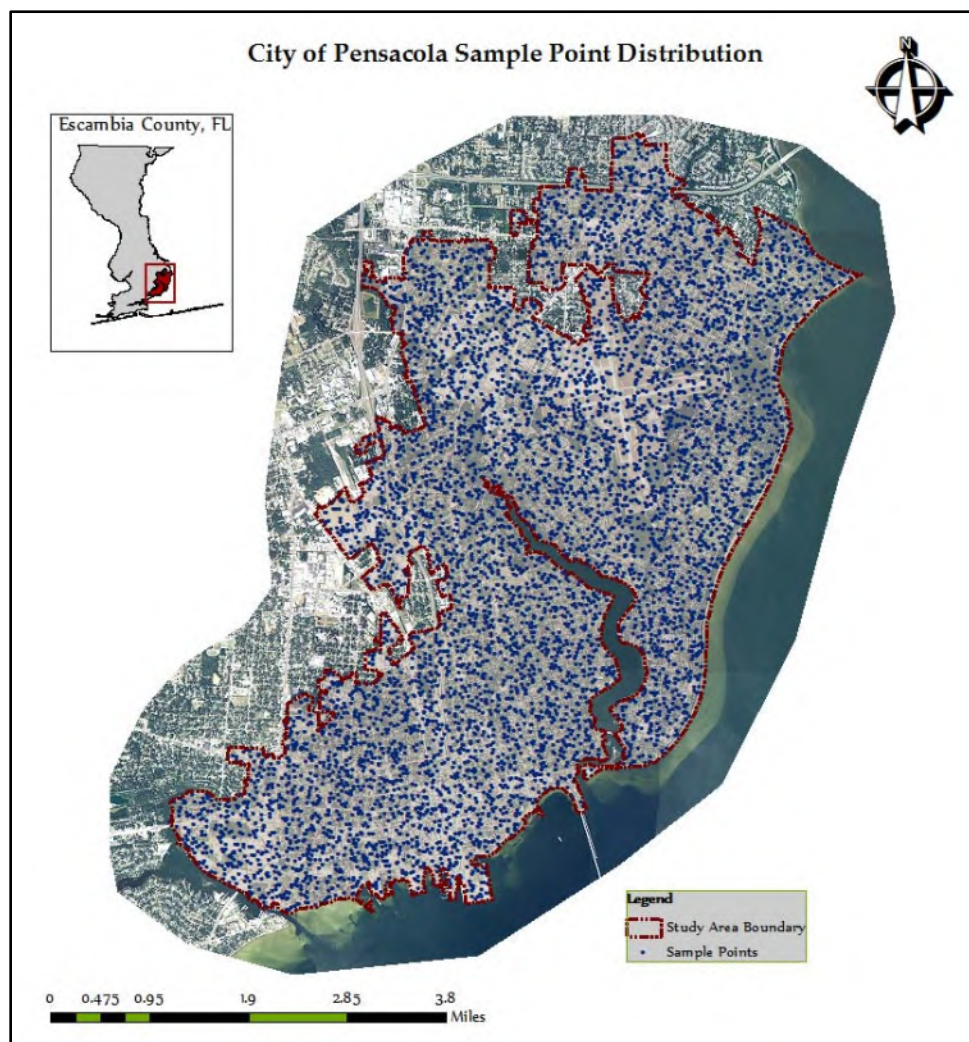 City of Pensacola Sample Point Distribution
N
Escambia County, FL
Legend
Study Area Boundary
Sample Points
0 0.475 0.95 1.9 2.85 3.8
Miles